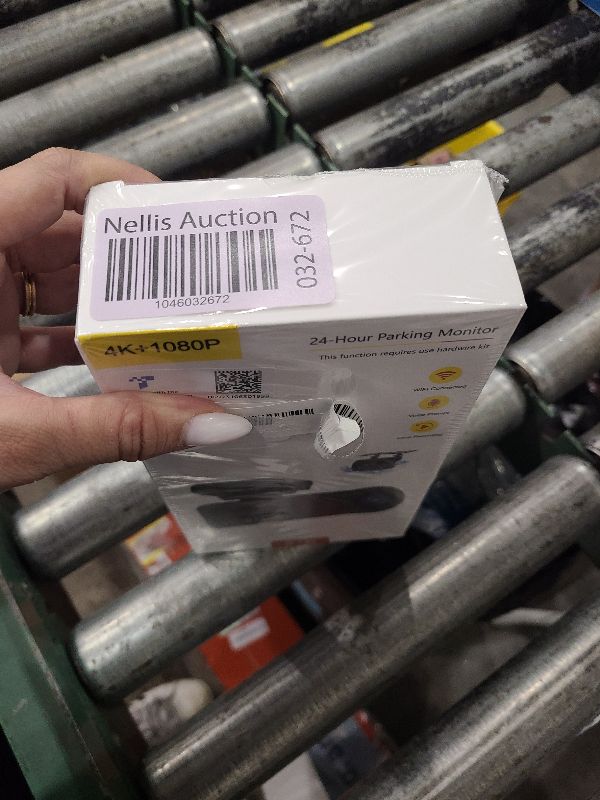 Nellis Auction
032-672
1046032672
4K+1080P
24-Hour Parking Monitor
This function requires use hardware kit